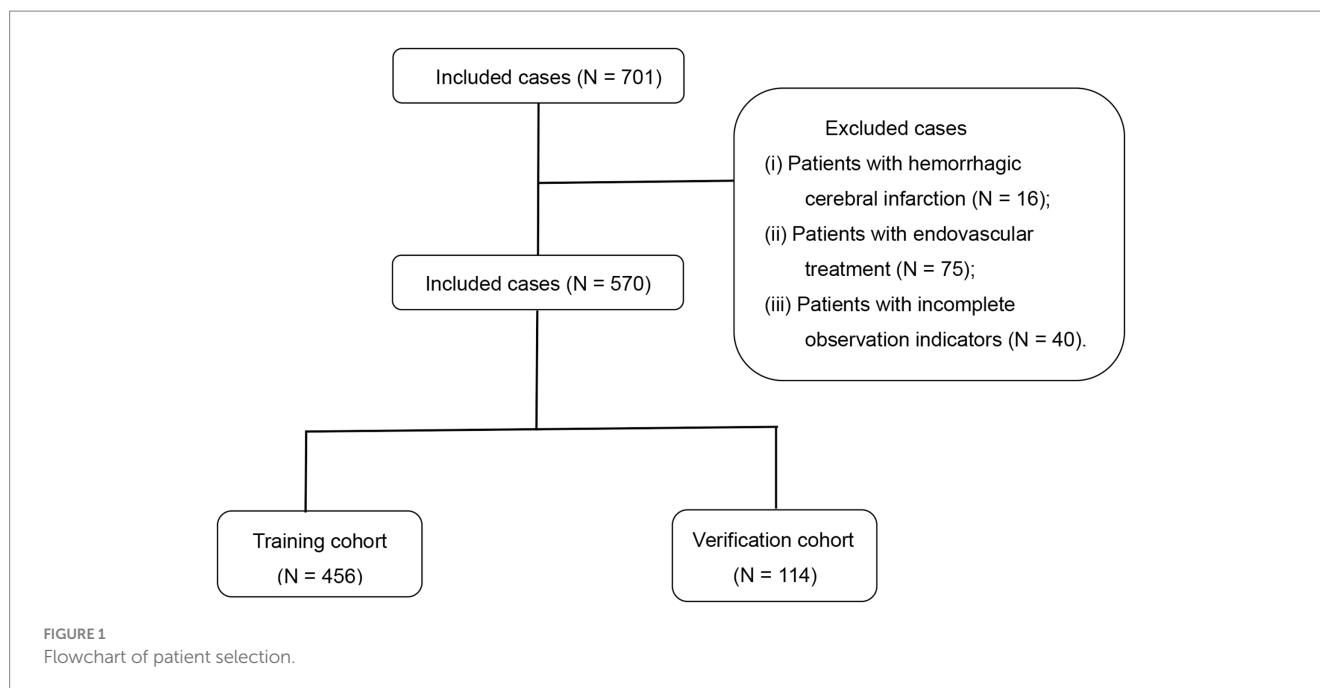 Included cases (N = 701)
Excluded cases
(i) Patients with hemorrhagic
cerebral infarction (N = 16);
(ii) Patients with endovascular
treatment (N = 75);
(iii) Patients with incomplete
observation indicators (N = 40).
Included cases (N = 570)
Training cohort
(N = 456)
Verification cohort
(N = 114)
FIGURE 1
Flowchart of patient selection.